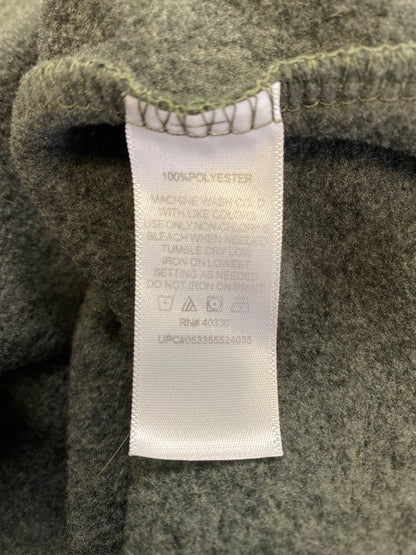 100%POLYESTER
MACHINE WASH COLD
WITH LIKE COLORS
USE ONLY NON-CHLORINE
BLEACH WHEN NEEDED
TUMBLE DRY LOW
IRON ON LOWEST
SETTING AS NEEDED
DO NOT IRON ON PRINT
RN# 40330
UPC#063355524035